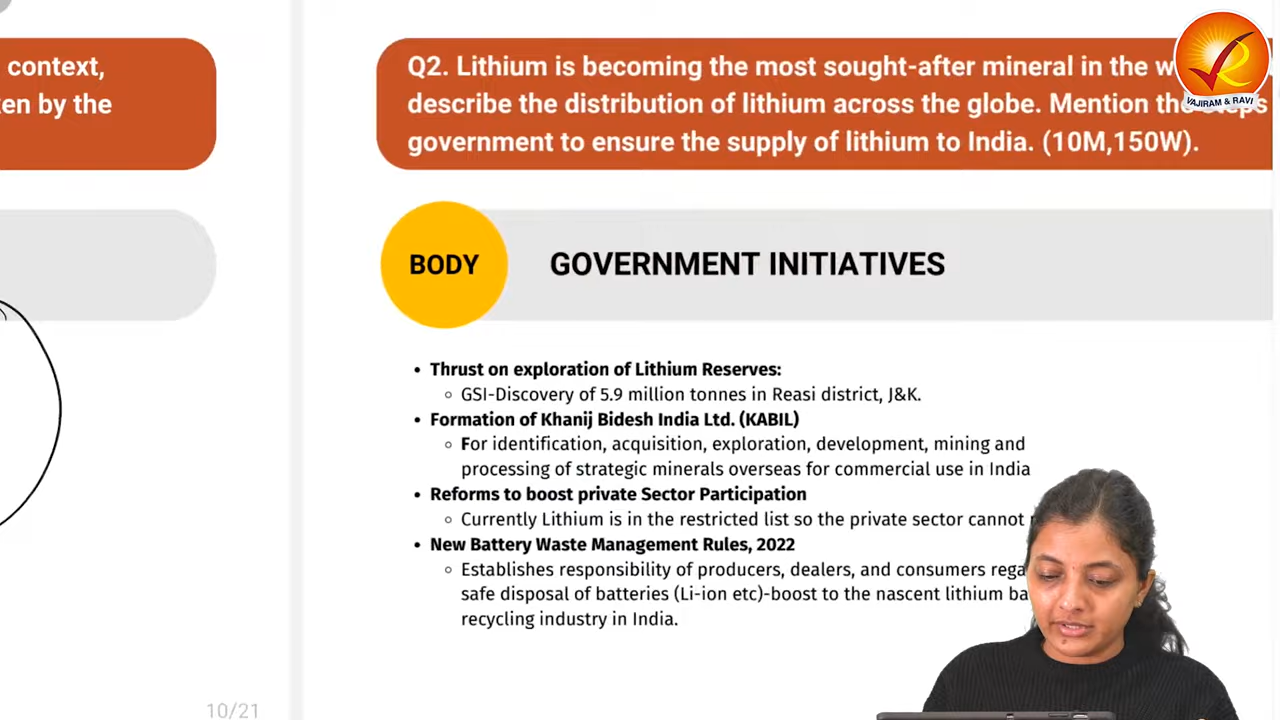 context,
en by the
10/21
Q2. Lithium is becoming the most sought-after mineral in the
describe the distribution of lithium across the globe. Mention the steps
government to ensure the supply of lithium to India. (10M,150W).
VAJIRAM & RAVI
BODY
GOVERNMENT INITIATIVES
• Thrust on exploration of Lithium Reserves:
GSI-Discovery of 5.9 million tonnes in Reasi district, J&K.
• Formation of Khanij Bidesh India Ltd. (KABIL)
For identification, acquisition, exploration, development, mining and
processing of strategic minerals overseas for commercial use in India
• Reforms to boost private Sector Participation
Currently Lithium is in the restricted list so the private sector cannot
• New Battery Waste Management Rules, 2022
Establishes responsibility of producers, dealers, and consumers rega
safe disposal of batteries (Li-ion etc)-boost to the nascent lithium ba
recycling industry in India.